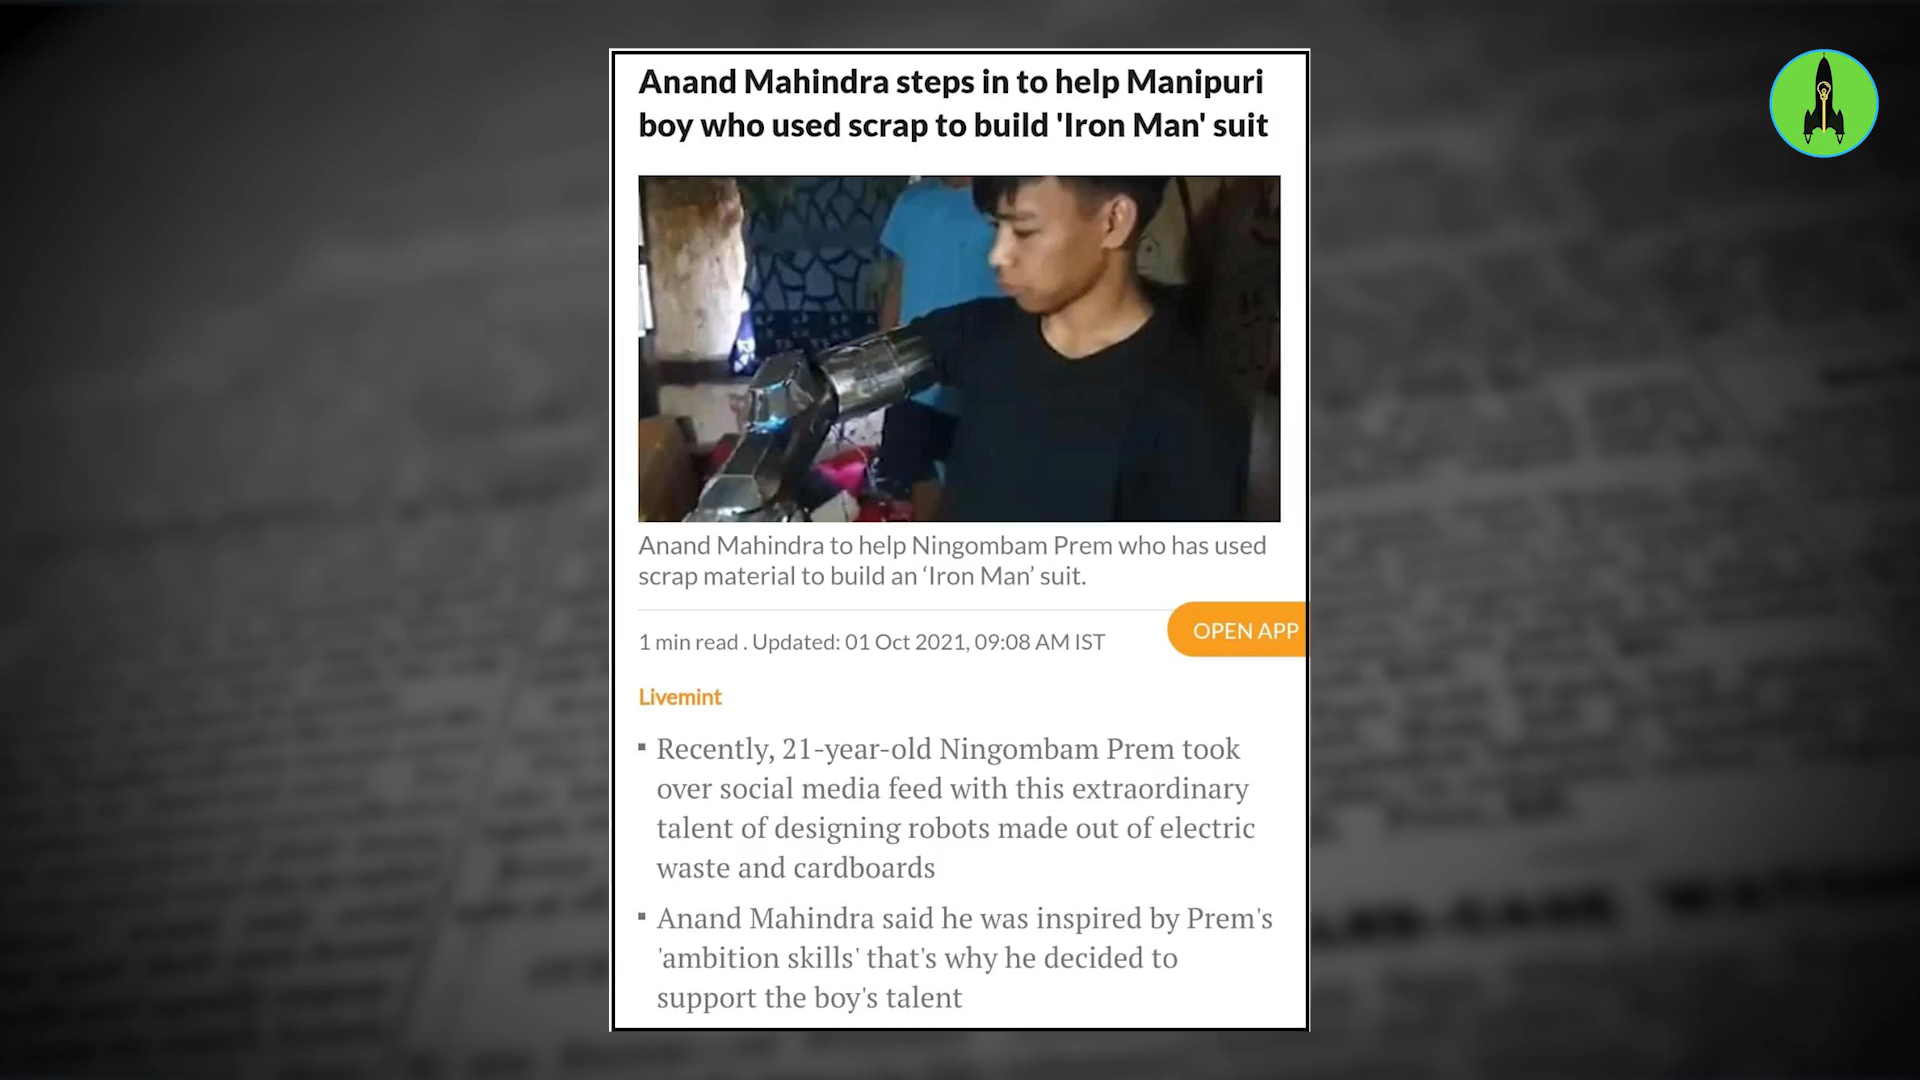 Anand Mahindra steps in to help Manipuri
boy who used scrap to build 'Iron Man' suit
Anand Mahindra to help Ningombam Prem who has used
scrap material to build an ‘Iron Man’ suit.
1 min read . Updated: 01 Oct 2021, 09:08 AM IST
OPEN APP
Livemint
▪ Recently, 21-year-old Ningombam Prem took
over social media feed with this extraordinary
talent of designing robots made out of electric
waste and cardboards
▪ Anand Mahindra said he was inspired by Prem's
'ambition skills' that's why he decided to
support the boy's talent